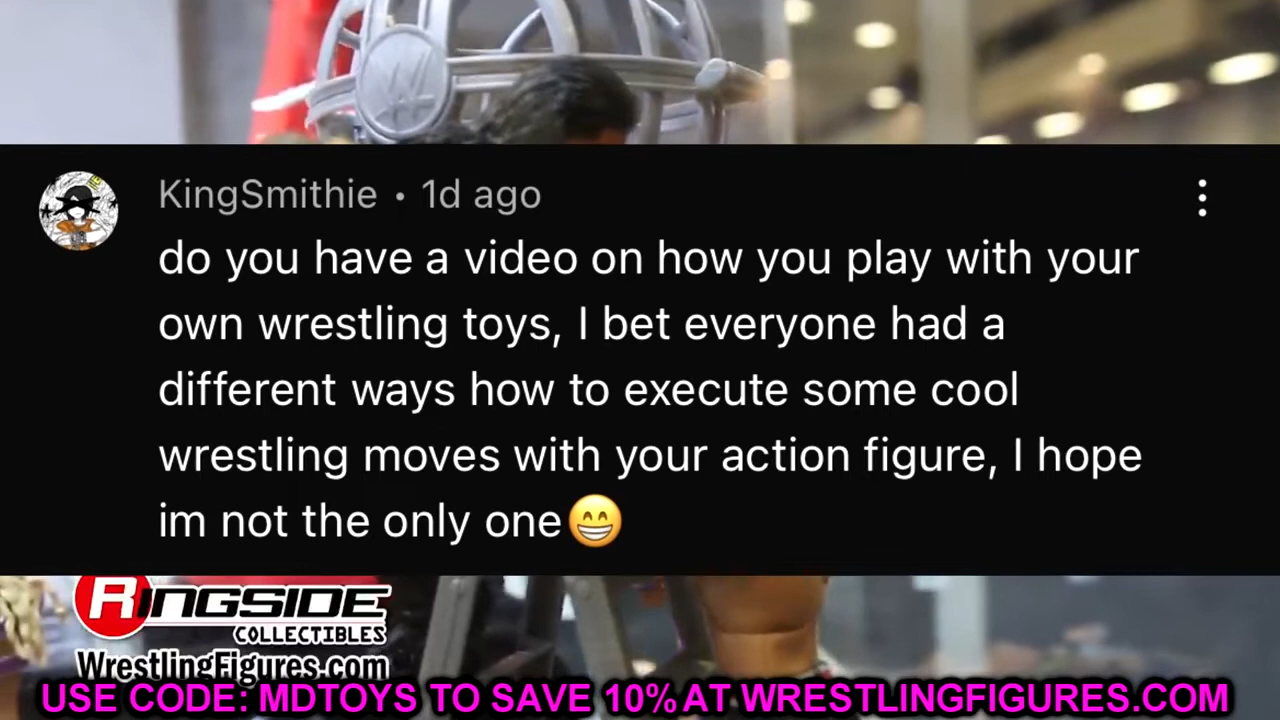 KingSmithie • 1d ago
do you have a video on how you play with your
own wrestling toys, I bet everyone had a
different ways how to execute some cool
wrestling moves with your action figure, I hope
im not the only one😁
RINGSIDE
COLLECTIBLES
WrestlingFigures.com
USE CODE: MDTOYS TO SAVE 10% AT WRESTLINGFIGURES.COM